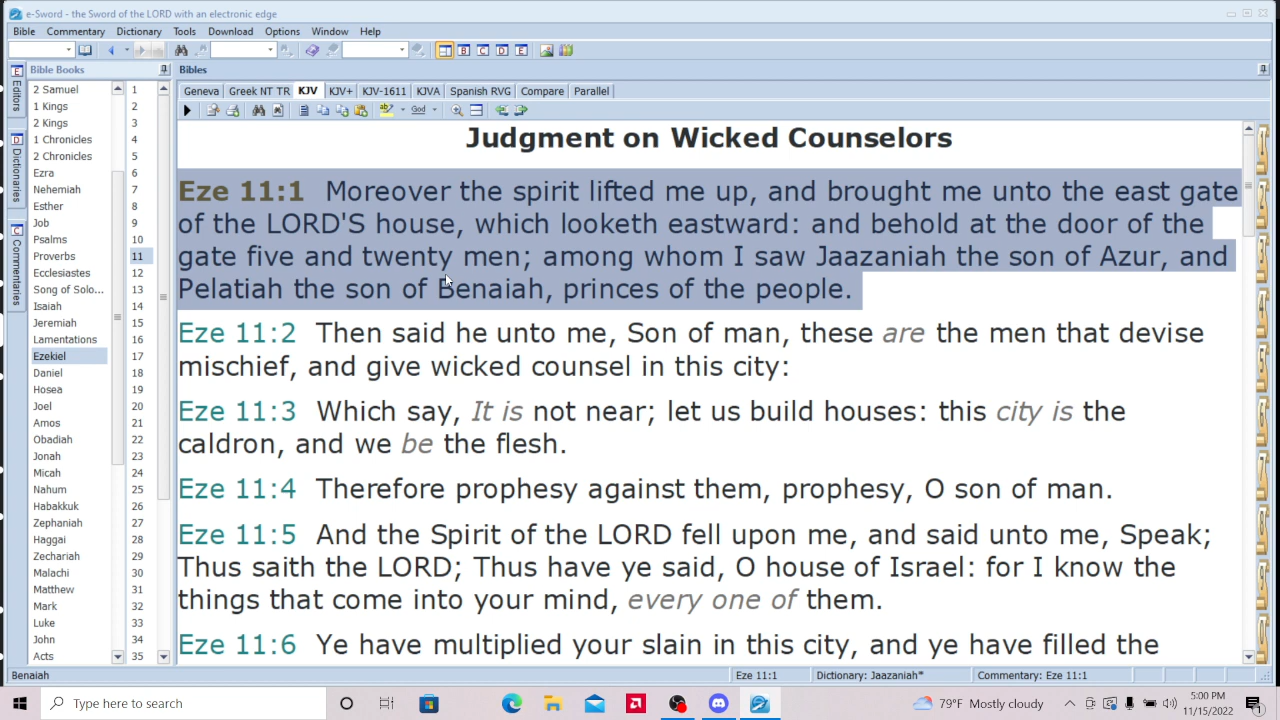 e-Sword - the Sword of the LORD with an electronic edge
Bible Commentary Dictionary Tools Download Options Window Help
B C D E
Bible Books
Bibles
Editors
Dictionaries
Commentaries
Geneva Greek NT TR KJV KJV+ KJV-1611 KJVA Spanish RVG Compare Parallel
God
2 Samuel 1
1 Kings 2
2 Kings 3
1 Chronicles 4
2 Chronicles 5
Ezra 6
Nehemiah 7
Esther 8
Job 9
Psalms 10
Proverbs 11
Ecclesiastes 12
Song of Solo... 13
Isaiah 14
Jeremiah 15
Lamentations 16
Ezekiel 17
Daniel 18
Hosea 19
Joel 20
Amos 21
Obadiah 22
Jonah 23
Micah 24
Nahum 25
Habakkuk 26
Zephaniah 27
Haggai 28
Zechariah 29
Malachi 30
Matthew 31
Mark 32
Luke 33
John 34
Acts 35
Judgment on Wicked Counselors
Eze 11:1 Moreover the spirit lifted me up, and brought me unto the east gate
of the LORD'S house, which looketh eastward: and behold at the door of the
gate five and twenty men; among whom I saw Jaazaniah the son of Azur, and
Pelatiah the son of Benaiah, princes of the people.
Eze 11:2 Then said he unto me, Son of man, these are the men that devise
mischief, and give wicked counsel in this city:
Eze 11:3 Which say, It is not near; let us build houses: this city is the
caldron, and we be the flesh.
Eze 11:4 Therefore prophesy against them, prophesy, O son of man.
Eze 11:5 And the Spirit of the LORD fell upon me, and said unto me, Speak;
Thus saith the LORD; Thus have ye said, O house of Israel: for I know the
things that come into your mind, every one of them.
Eze 11:6 Ye have multiplied your slain in this city, and ye have filled the
Benaiah
Eze 11:1
Dictionary: Jaazaniah*
Commentary: Eze 11:1
Type here to search
79°F Mostly cloudy
5:00 PM
11/15/2022
1